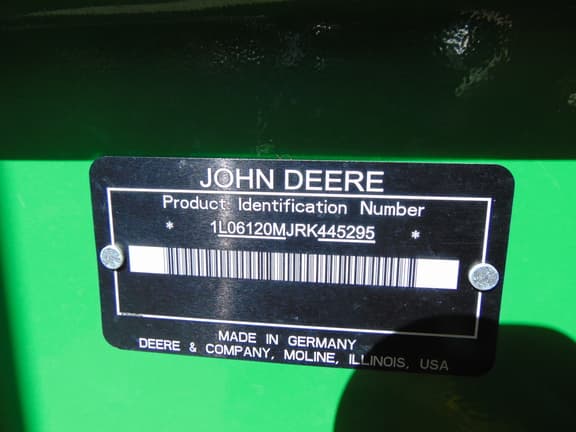 JOHN DEERE
Product Identification Number
* 1L06120MJRK445295 *
MADE IN GERMANY
DEERE & COMPANY, MOLINE, ILLINOIS, USA